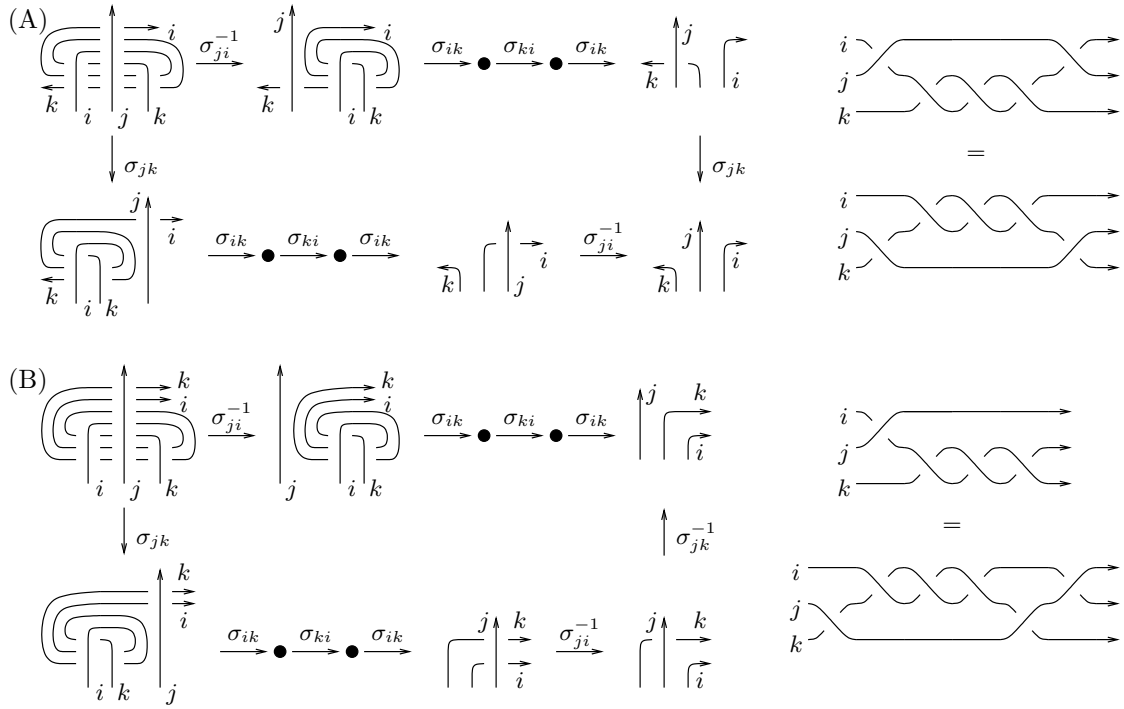 (A)
i σ_{ji}^{-1} j i σ_{ik} σ_{ki} σ_{ik} j i
k i j k k i k k i j
k
σ_{jk} σ_{jk}
=
j i σ_{ik} σ_{ki} σ_{ik} i σ_{ji}^{-1} j i i
j
k i k k j k k
(B)
k k j k
i σ_{ji}^{-1} i σ_{ik} σ_{ki} σ_{ik} i i
j
i j k j i k k
σ_{jk} σ_{jk}^{-1} =
k i
i σ_{ik} σ_{ki} σ_{ik} j k σ_{ji}^{-1} j k j
i i k
i k j